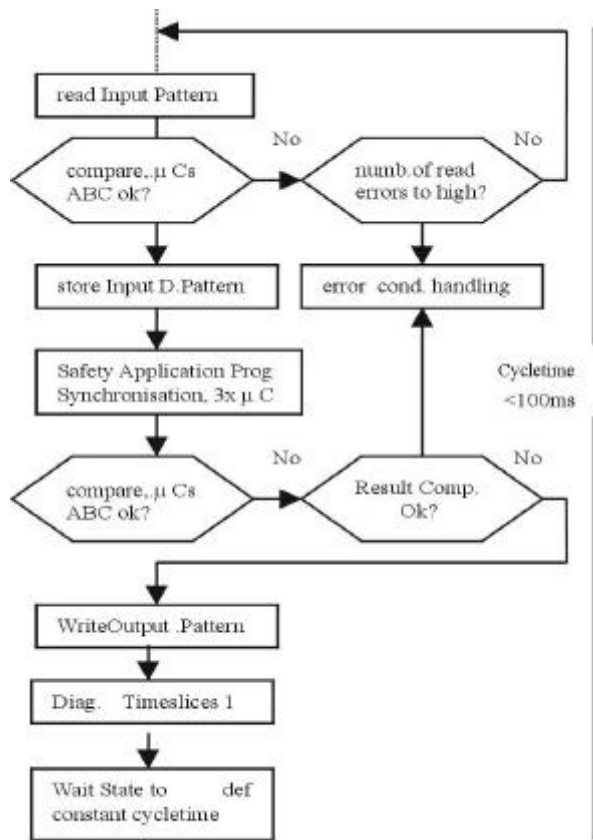 read Input Pattern
No
No
compare,.μ Cs
ABC ok?
numb.of read
errors to high?
store Input D.Pattern
error cond. handling
Safety Application Prog
Synchronisation, 3x μ C
Cycletime
<100ms
No
No
compare,.μ Cs
ABC ok?
Result Comp.
Ok?
WriteOutput .Pattern
Diag. Timeslices 1
Wait State to def
constant cycletime